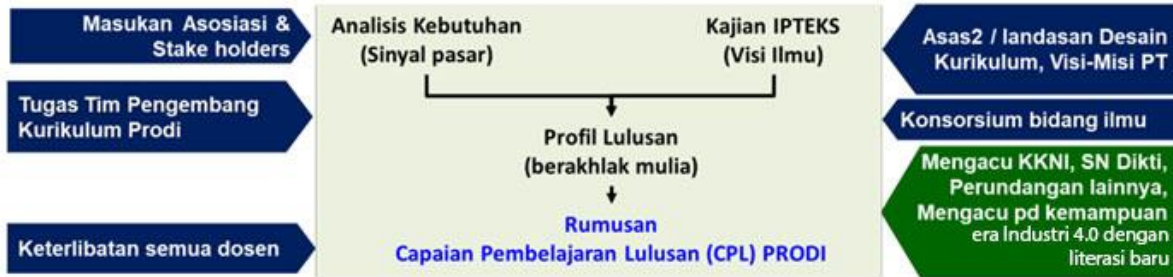 Masukan Asosiasi &
Stake holders
Tugas Tim Pengembang
Kurikulum Prodi
Keterlibatan semua dosen
Analisis Kebutuhan
(Sinyal pasar)
Kajian IPTEKS
(Visi Ilmu)
Profil Lulusan
(berakhlak mulia)
Rumusan
Capaian Pembelajaran Lulusan (CPL) PRODI
Asas2 / landasan Desain
Kurikulum, Visi-Misi PT
Konsorsium bidang ilmu
Mengacu KKNI, SN Dikti,
Perundangan lainnya,
Mengacu pd kemampuan
era Industri 4.0 dengan
literasi baru